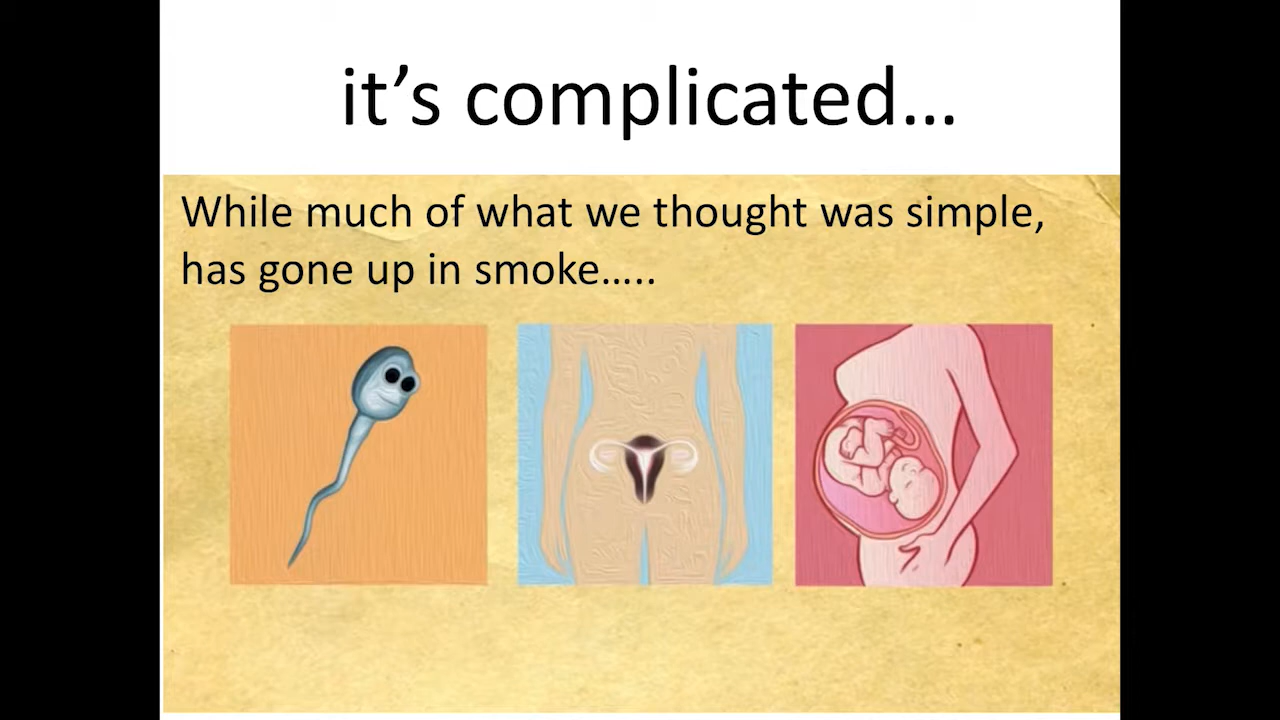 it’s complicated…
While much of what we thought was simple,
has gone up in smoke…..